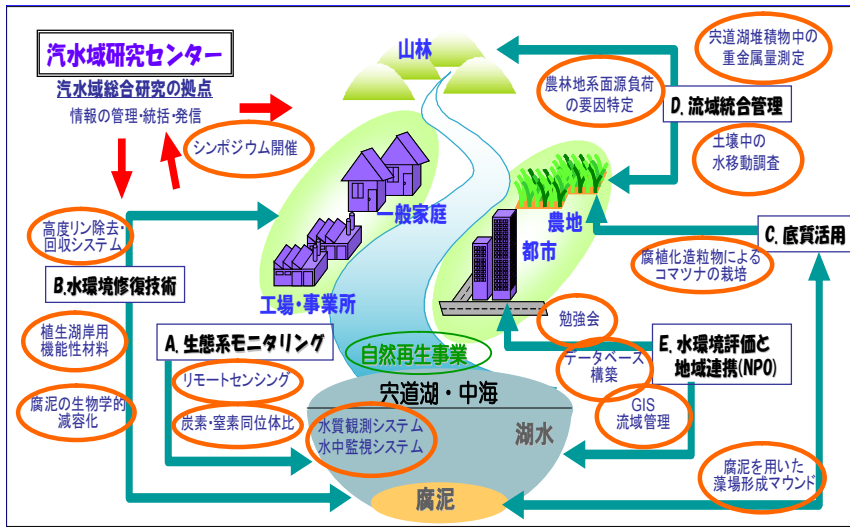 汽水域研究センター
汽水域総合研究の拠点
情報の管理・統括・発信
シンポジウム開催
山林
宍道湖堆積物中の
重金属量測定
農林地系面源負荷
の要因特定
D. 流域統合管理
土壌中の
水移動調査
一般家庭
工場・事業所
農地
都市
高度リン除去・
回収システム
B.水環境修復技術
植生湖岸用
機能性材料
腐泥の生物学的
減容化
A. 生態系モニタリング
リモートセンシング
炭素・窒素同位体比
水質観測システム
水中監視システム
自然再生事業
宍道湖・中海
湖水
腐泥
C. 底質活用
腐植化造粒物による
コマツナの栽培
勉強会
データベース
構築
E. 水環境評価と
地域連携(NPO)
GIS
流域管理
腐泥を用いた
藻場形成マウンド